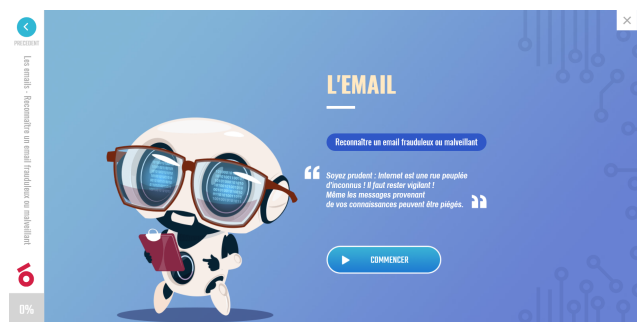 PRÉCÉDENT
Les emails - Reconnaître un email frauduleux ou malveillant
0%
L'EMAIL
Reconnaître un email frauduleux ou malveillant
“ Soyez prudent : Internet est une rue peuplée
d'inconnus ! Il faut rester vigilant !
Même les messages provenant
de vos connaissances peuvent être piégés. ”
COMMENCER